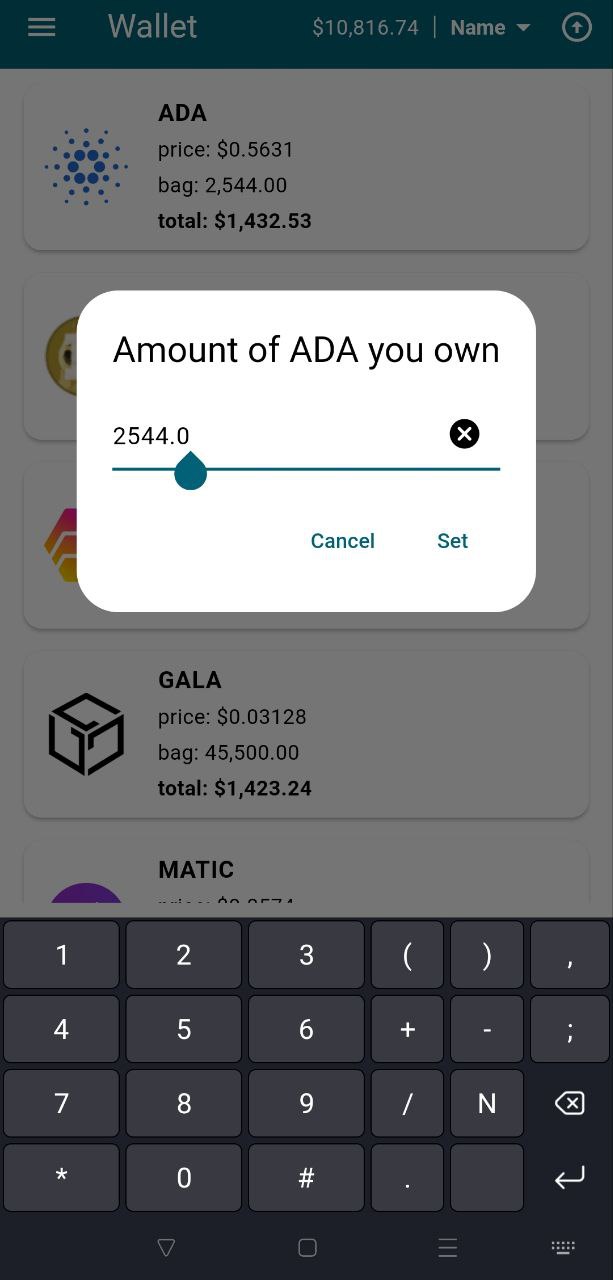 Wallet $10,816.74 | Name
ADA
price: $0.5631
bag: 2,544.00
total: $1,432.53
Amount of ADA you own
2544.0
Cancel Set
GALA
price: $0.03128
bag: 45,500.00
total: $1,423.24
MATIC
1 2 3 ( ) ,
4 5 6 + - ;
7 8 9 / N
* 0 # .